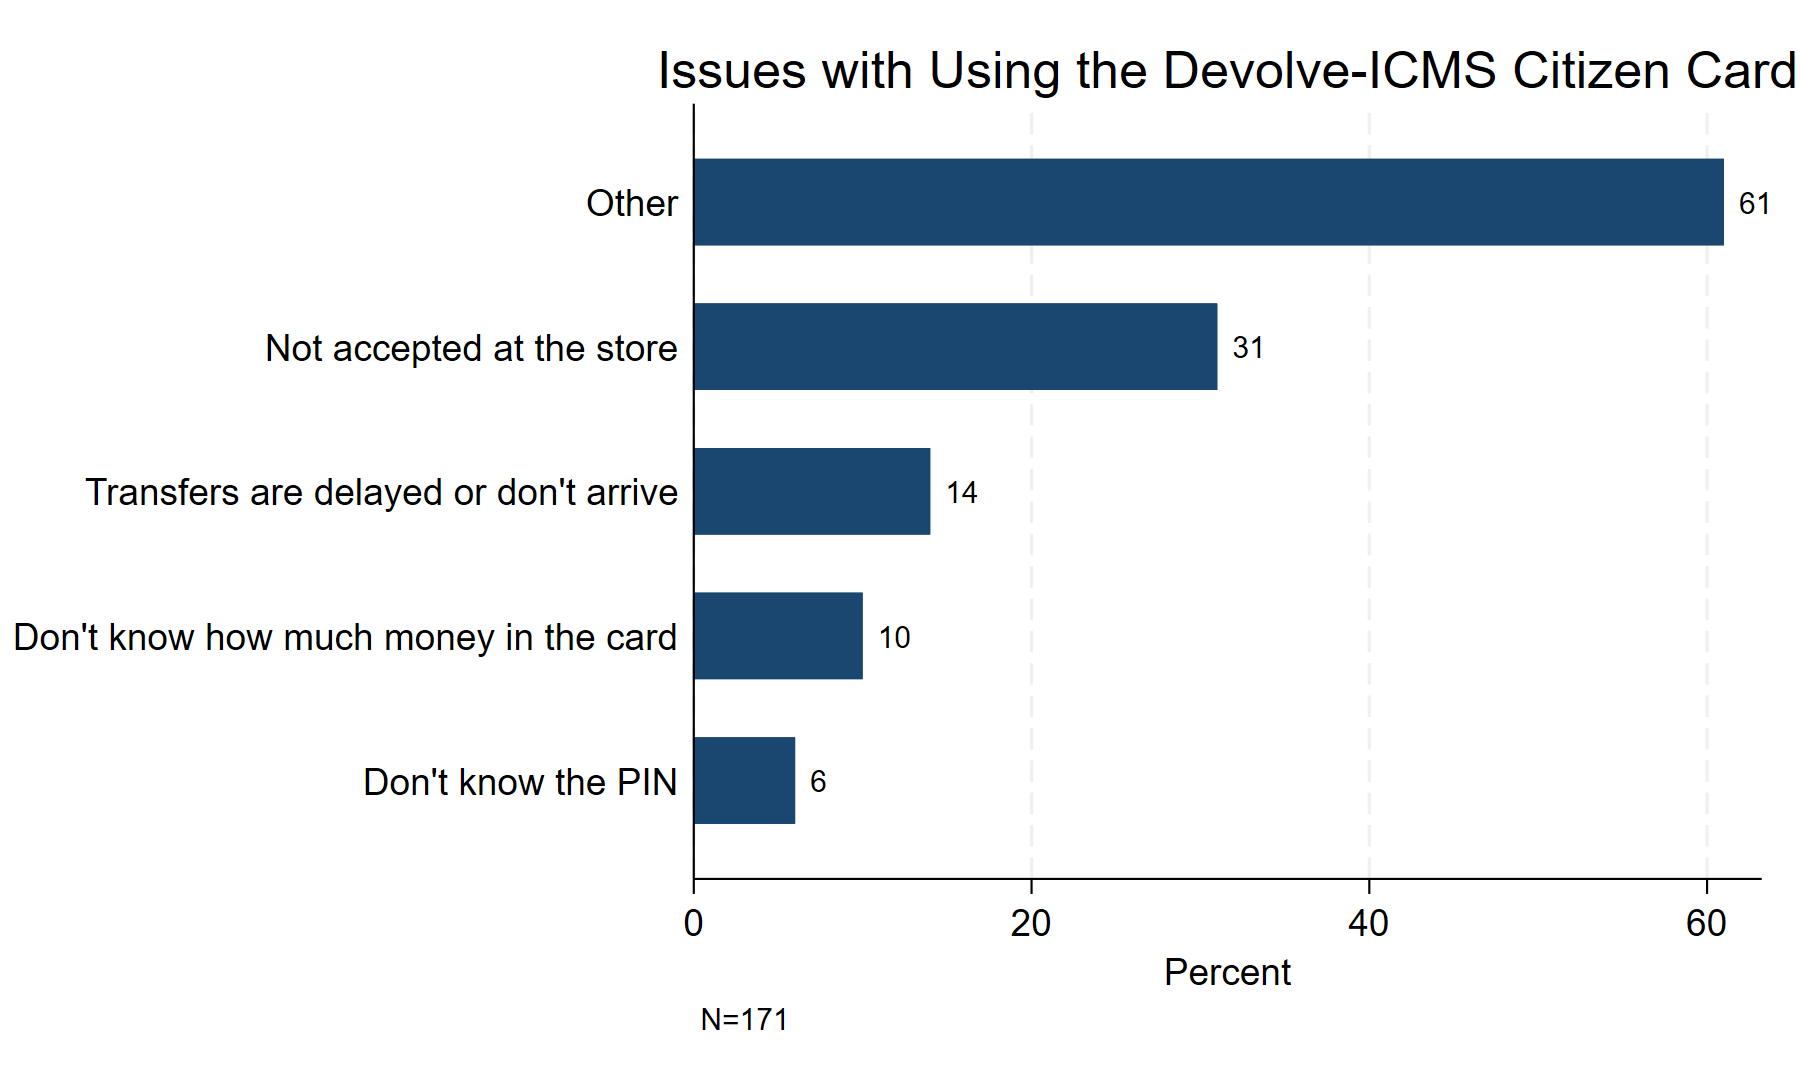 Issues with Using the Devolve-ICMS Citizen Card
Other
61
Not accepted at the store
31
Transfers are delayed or don't arrive
14
Don't know how much money in the card
10
Don't know the PIN
6
0 20 40 60
Percent
N=171